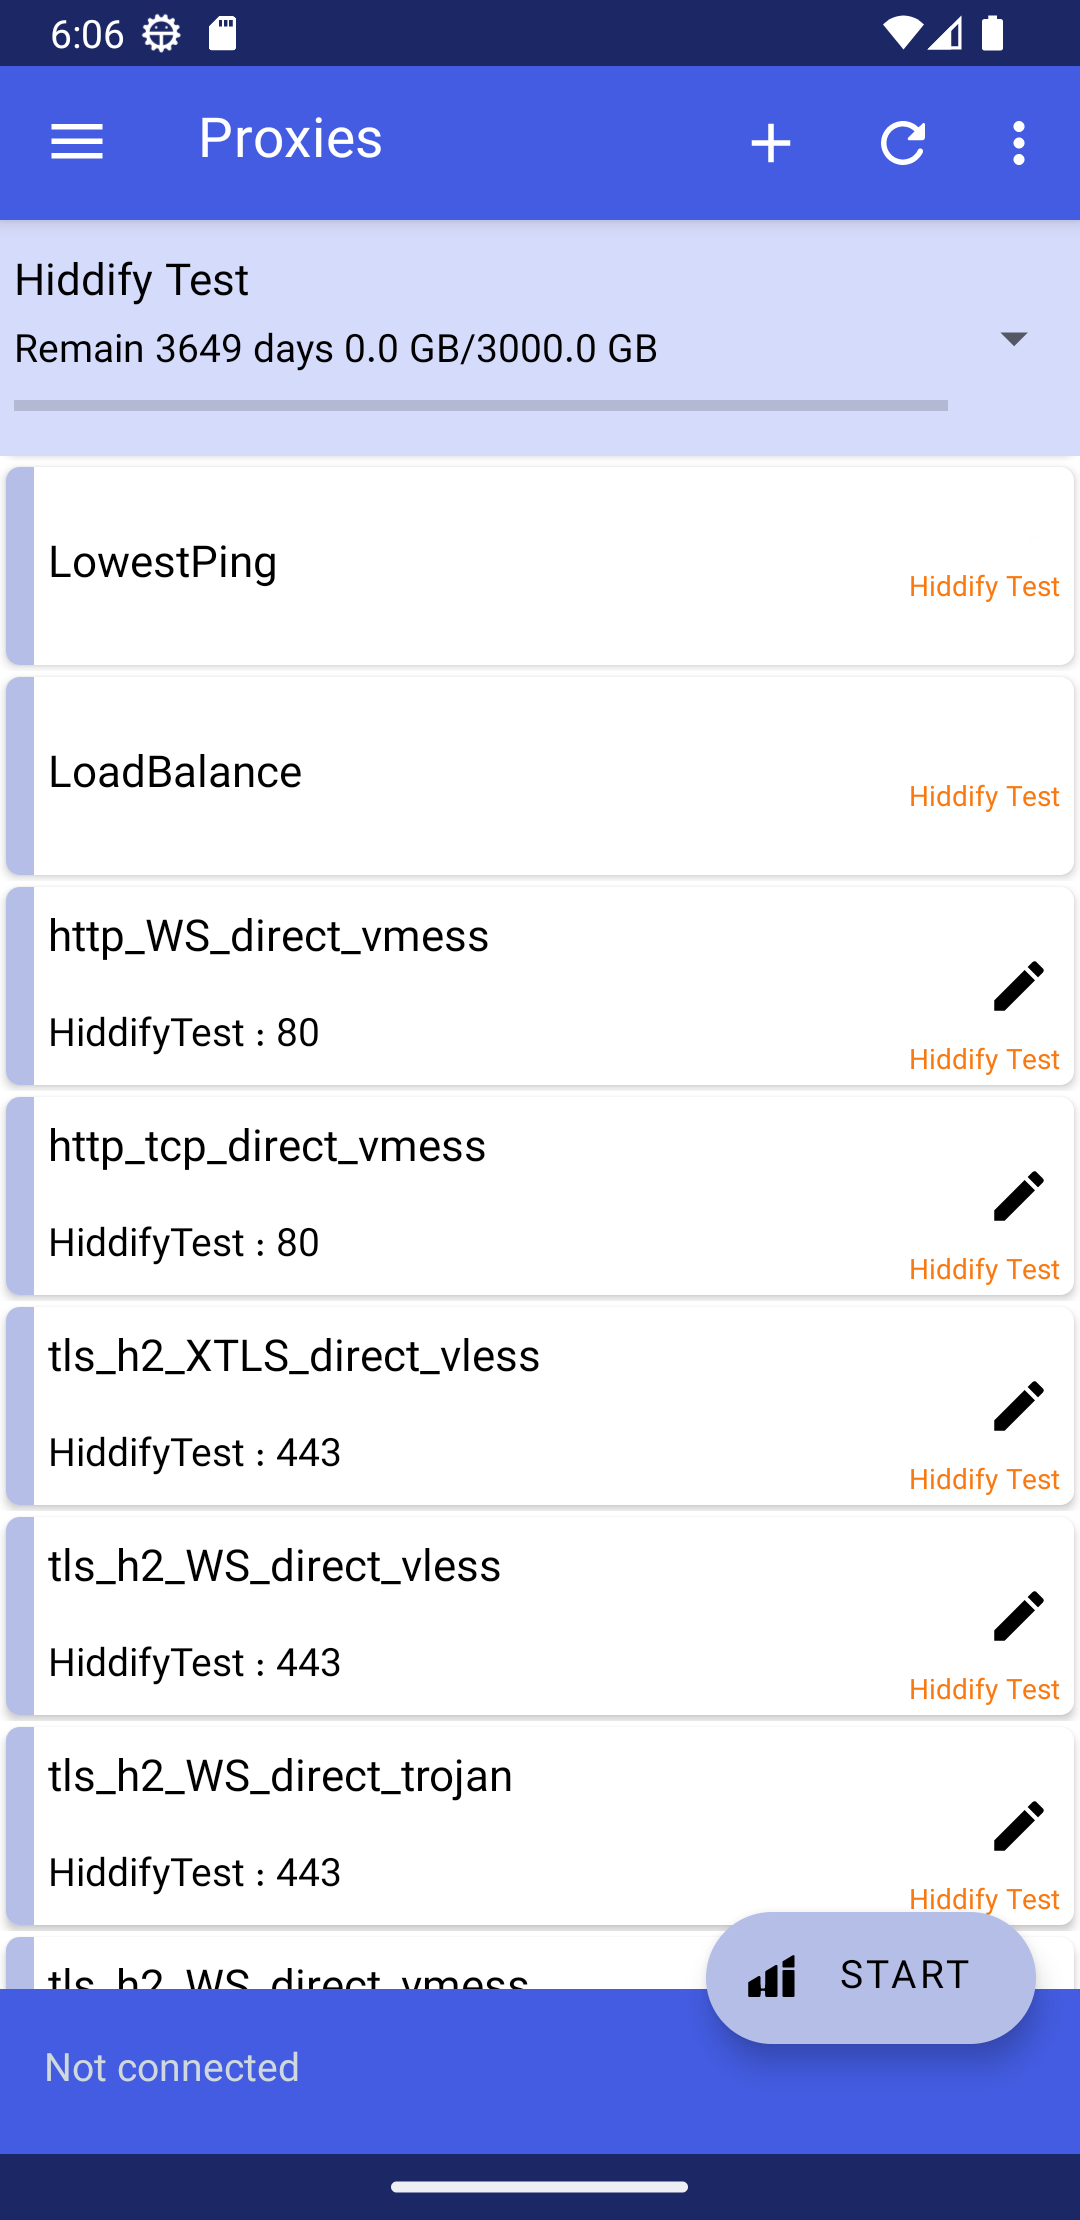 6:06
Proxies
Hiddify Test
Remain 3649 days 0.0 GB/3000.0 GB
LowestPing
Hiddify Test
LoadBalance
Hiddify Test
http_WS_direct_vmess
HiddifyTest : 80
Hiddify Test
http_tcp_direct_vmess
HiddifyTest : 80
Hiddify Test
tls_h2_XTLS_direct_vless
HiddifyTest : 443
Hiddify Test
tls_h2_WS_direct_vless
HiddifyTest : 443
Hiddify Test
tls_h2_WS_direct_trojan
HiddifyTest : 443
Hiddify Test
tls_h2_WS_direct_vmess
START
Not connected